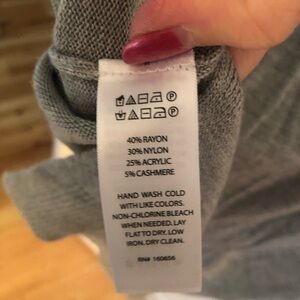 40% RAYON
30% NYLON
25% ACRYLIC
5% CASHMERE
HAND WASH COLD
WITH LIKE COLORS.
NON-CHLORINE BLEACH
WHEN NEEDED. LAY
FLAT TO DRY. LOW
IRON. DRY CLEAN.
RN# 160656